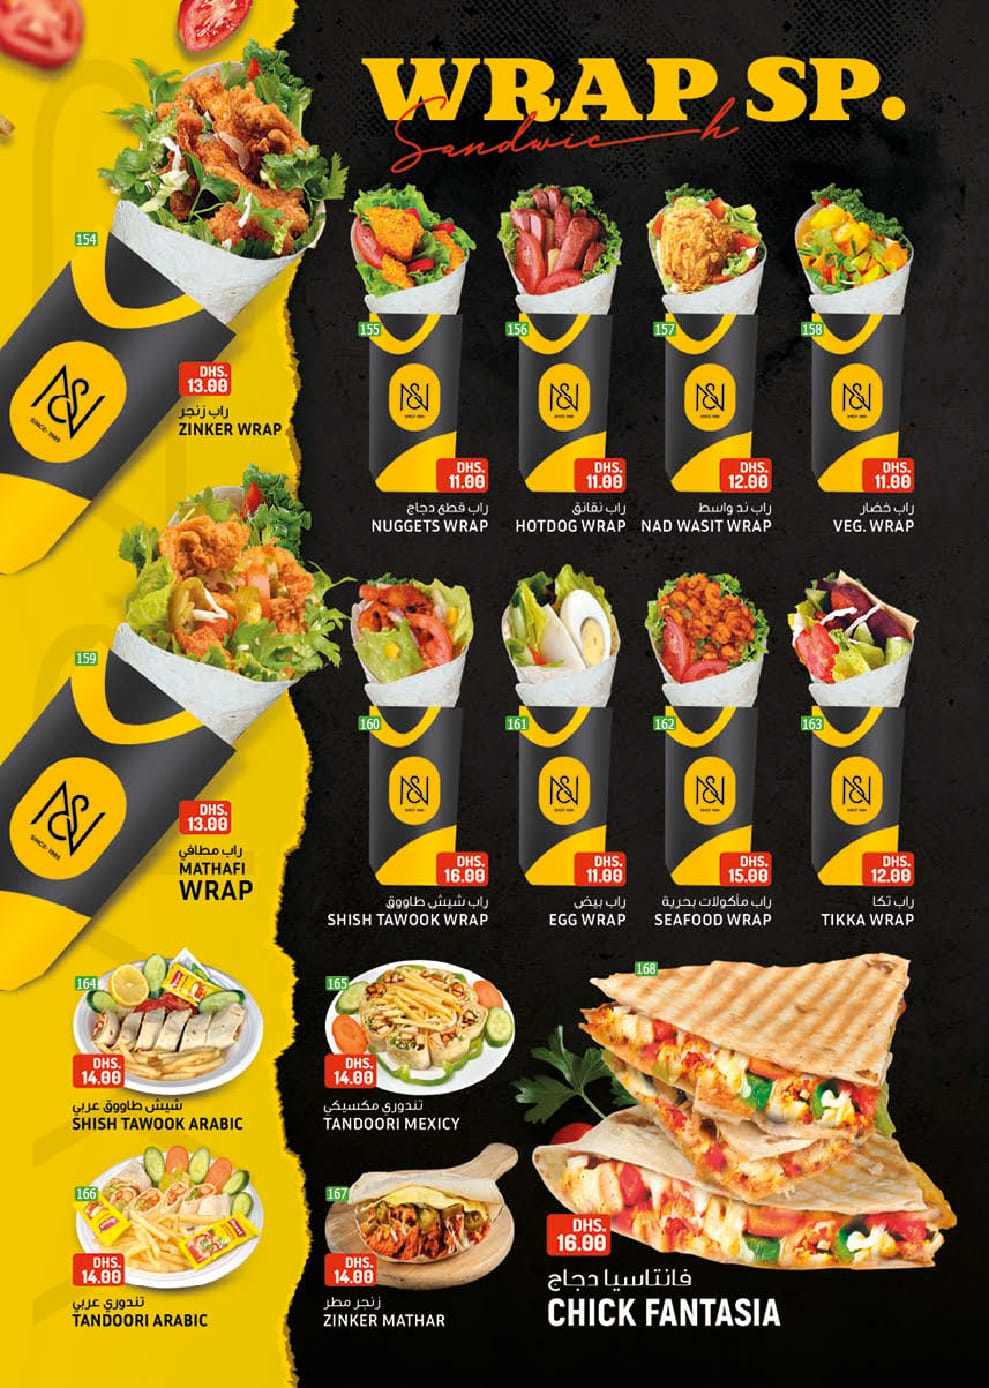 WRAP SP.
Sandwich
154
DHS.
13.00
راب زنجر
ZINKER WRAP
155
DHS.
11.00
راب قطع دجاج
NUGGETS WRAP
156
DHS.
11.00
راب نقانق
HOTDOG WRAP
157
DHS.
12.00
راب ند واسط
NAD WASIT WRAP
158
DHS.
11.00
راب خضار
VEG. WRAP
159
DHS.
13.00
راب مطافي
MATHAFI
WRAP
160
DHS.
16.00
راب شيش طاووق
SHISH TAWOOK WRAP
161
DHS.
11.00
راب بيض
EGG WRAP
162
DHS.
15.00
راب مأكولات بحرية
SEAFOOD WRAP
163
DHS.
12.00
راب تكا
TIKKA WRAP
164
DHS.
14.00
شيش طاووق عربي
SHISH TAWOOK ARABIC
165
DHS.
14.00
تندوري مكسيكي
TANDOORI MEXICY
166
DHS.
14.00
تندوري عربي
TANDOORI ARABIC
167
DHS.
14.00
زنجر مطر
ZINKER MATHAR
168
DHS.
16.00
فانتاسيا دجاج
CHICK FANTASIA